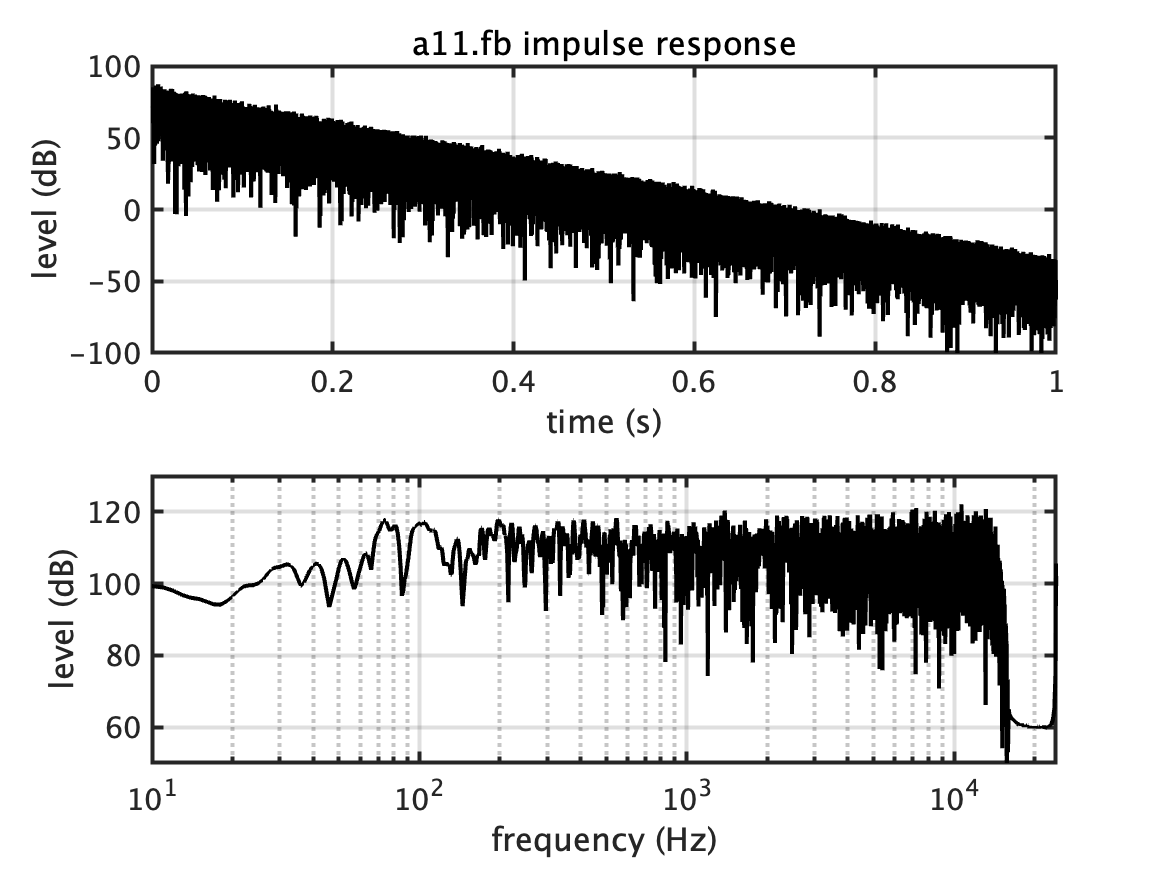 a11.fb impulse response
100
50
0
−50
−100
level (dB)
0 0.2 0.4 0.6 0.8 1
time (s)
120
100
80
60
level (dB)
10¹ 10² 10³ 10⁴
frequency (Hz)